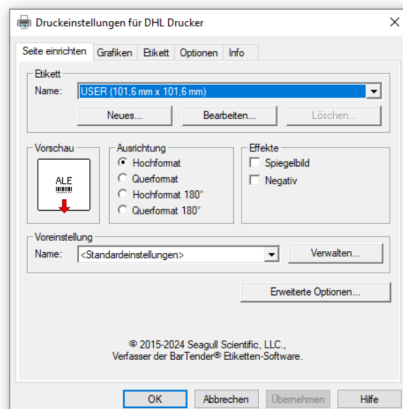 Druckeinstellungen für DHL Drucker
Seite einrichten Grafiken Etikett Optionen Info
Etikett
Name: USER (101,6 mm x 101,6 mm)
Neues... Bearbeiten... Löschen...
Vorschau
ALE
Ausrichtung
Hochformat
Querformat
Hochformat 180°
Querformat 180°
Effekte
Spiegelbild
Negativ
Voreinstellung
Name: <Standardeinstellungen> Verwalten...
Erweiterte Optionen...
© 2015-2024 Seagull Scientific, LLC.,
Verfasser der BarTender® Etiketten-Software.
OK Abbrechen Übernehmen Hilfe